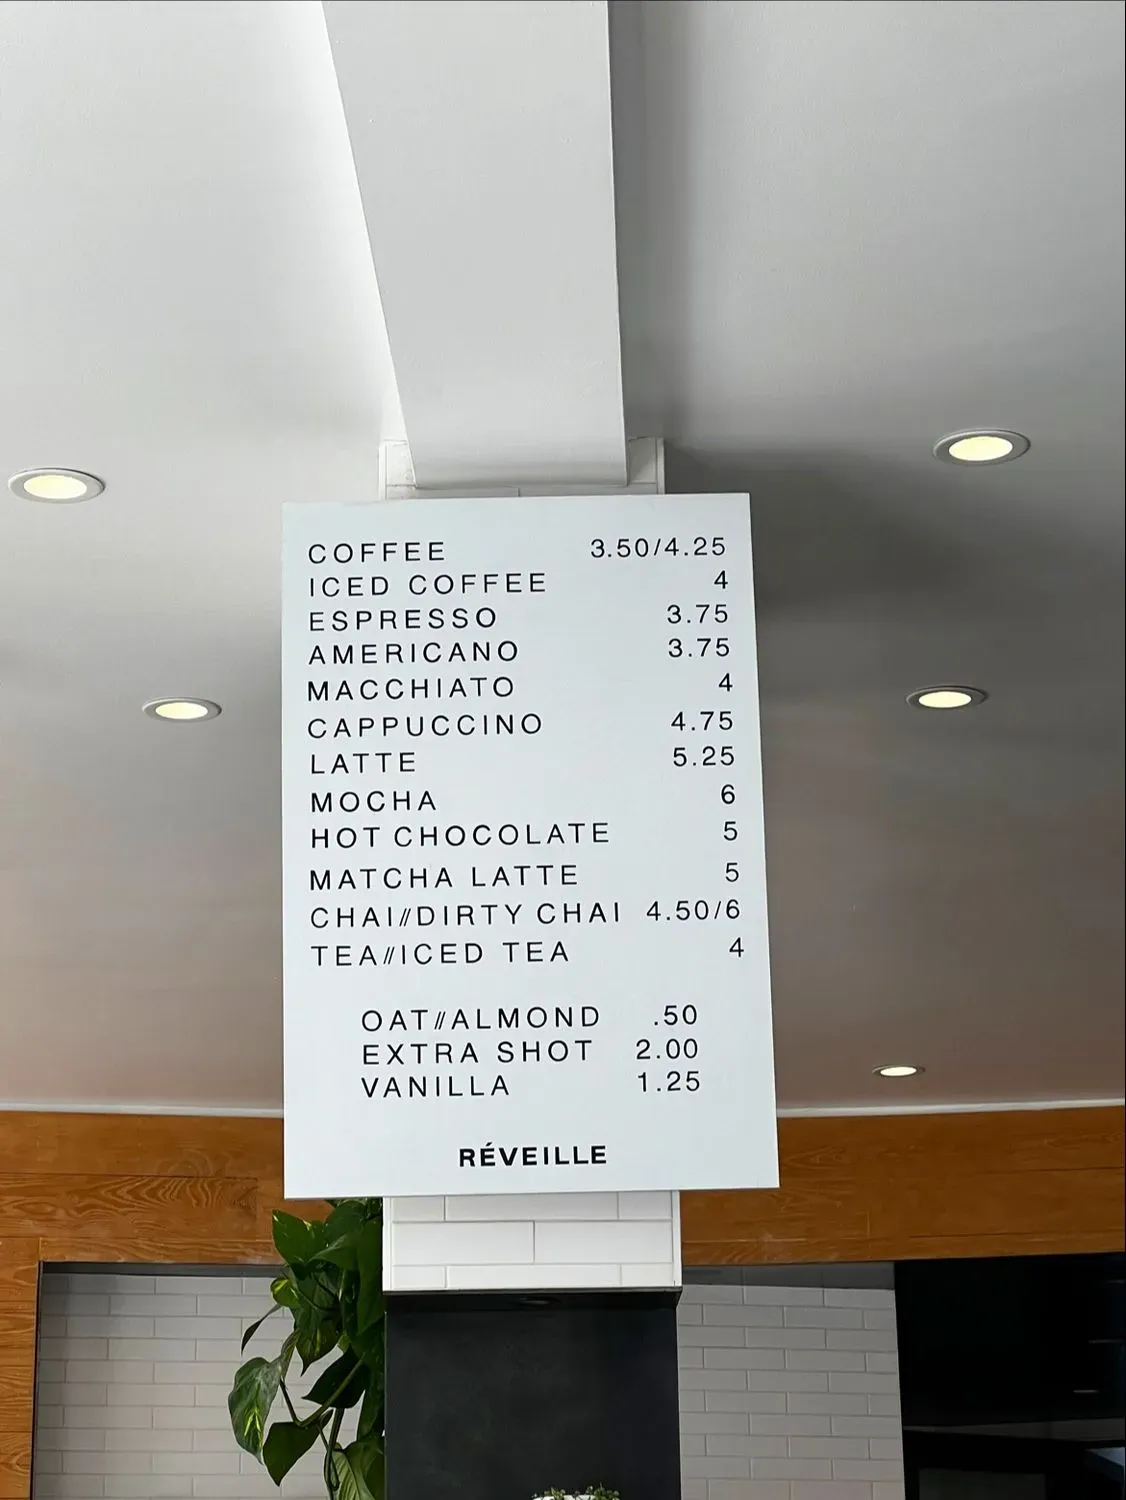 COFFEE 3.50/4.25
ICED COFFEE 4
ESPRESSO 3.75
AMERICANO 3.75
MACCHIATO 4
CAPPUCCINO 4.75
LATTE 5.25
MOCHA 6
HOT CHOCOLATE 5
MATCHA LATTE 5
CHAI//DIRTY CHAI 4.50/6
TEA//ICED TEA 4
OAT//ALMOND .50
EXTRA SHOT 2.00
VANILLA 1.25
RÉVEILLE